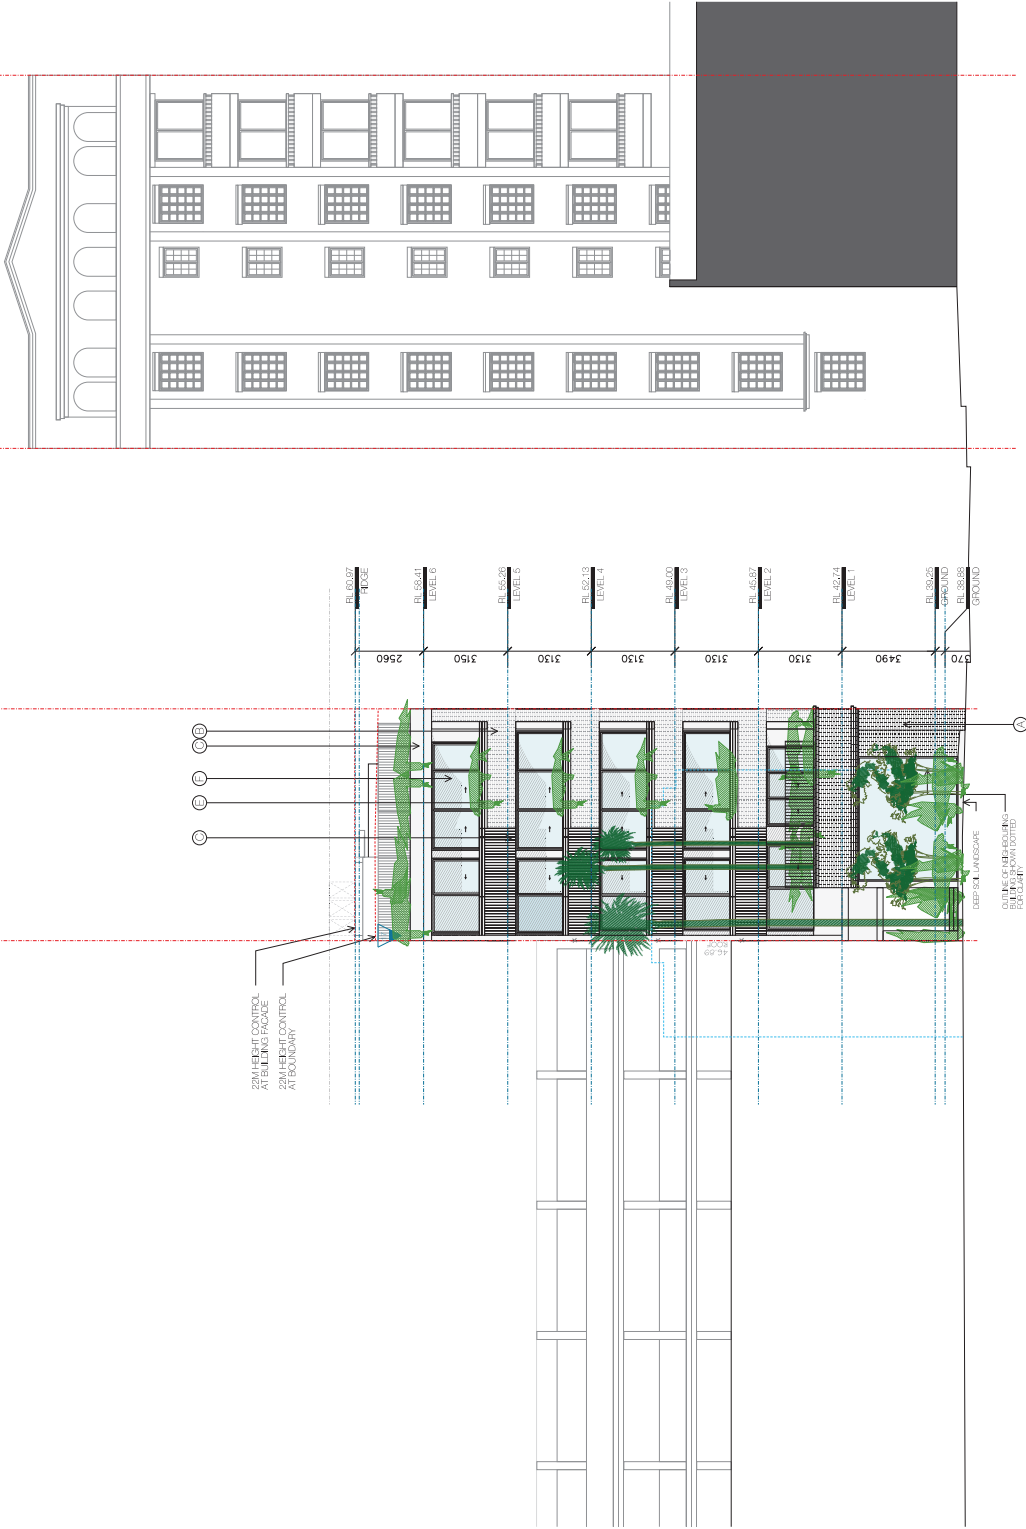 RL 60.97
RIDGE
RL 58.41
LEVEL 6
RL 55.26
LEVEL 5
RL 52.13
LEVEL 4
RL 49.00
LEVEL 3
RL 45.87
LEVEL 2
RL 42.74
LEVEL 1
RL 39.25
GROUND
RL 38.88
GROUND
2560
3150
3130
3130
3130
3130
3490
370
B
C
F
E
C
A
22M HEIGHT CONTROL
AT BUILDING FACADE
22M HEIGHT CONTROL
AT BOUNDARY
DEEP SOIL LANDSCAPE
OUTLINE OF NEIGHBOURING
BUILDING SHOWN DOTTED
FOR CLARITY
ROOF